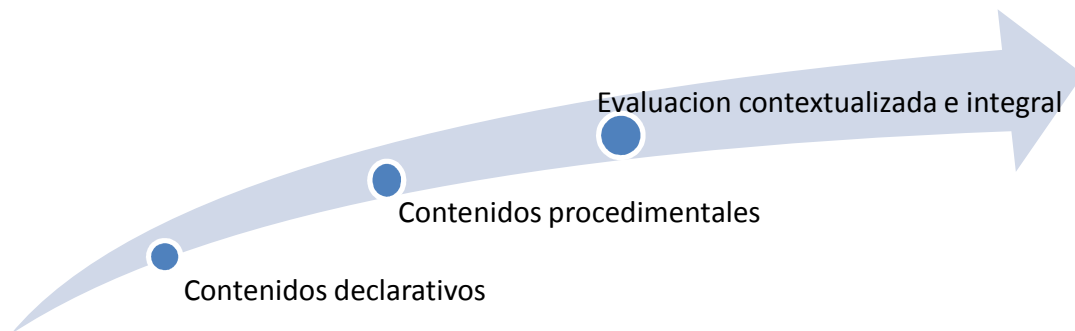 Evaluacion contextualizada e integral
Contenidos procedimentales
Contenidos declarativos